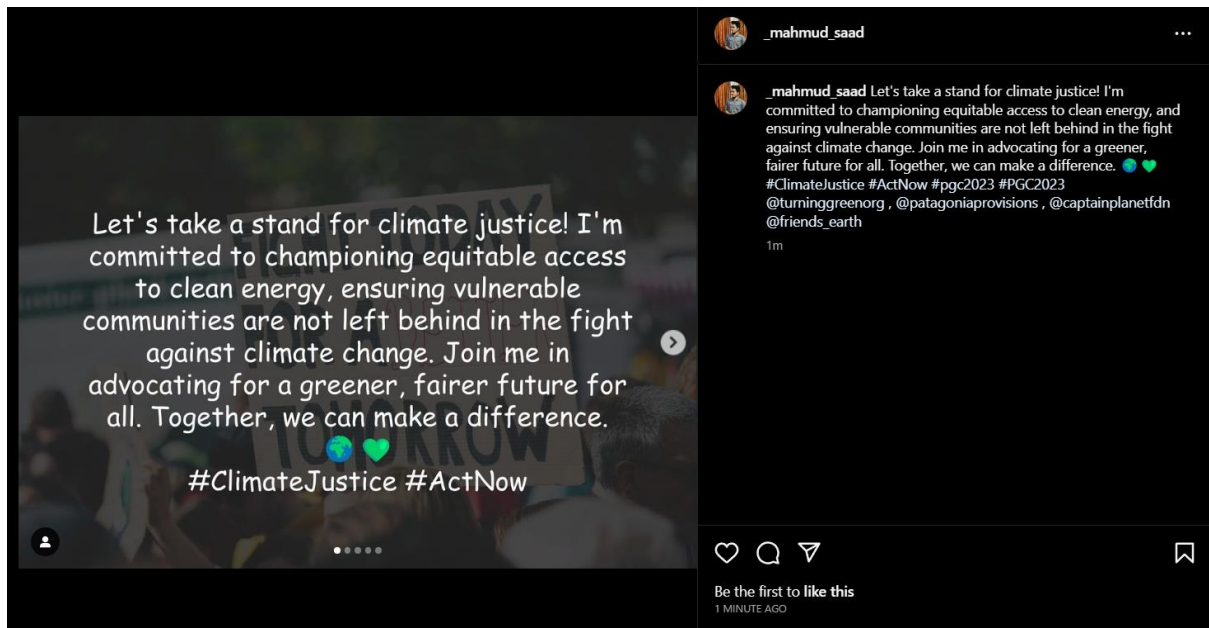 Let's take a stand for climate justice! I'm
committed to championing equitable access
to clean energy, ensuring vulnerable
communities are not left behind in the fight
against climate change. Join me in
advocating for a greener, fairer future for
all. Together, we can make a difference.
🌍 💚
#ClimateJustice #ActNow
FIGHT TODAY
FOR A BETTER
TOMORROW
_mahmud_saad
_mahmud_saad Let's take a stand for climate justice! I'm
committed to championing equitable access to clean energy, and
ensuring vulnerable communities are not left behind in the fight
against climate change. Join me in advocating for a greener,
fairer future for all. Together, we can make a difference. 🌍 💚
#ClimateJustice #ActNow #pgc2023 #PGC2023
@turninggreenorg , @patagoniaprovisions , @captainplanetfdn
@friends_earth
1m
Be the first to like this
1 MINUTE AGO